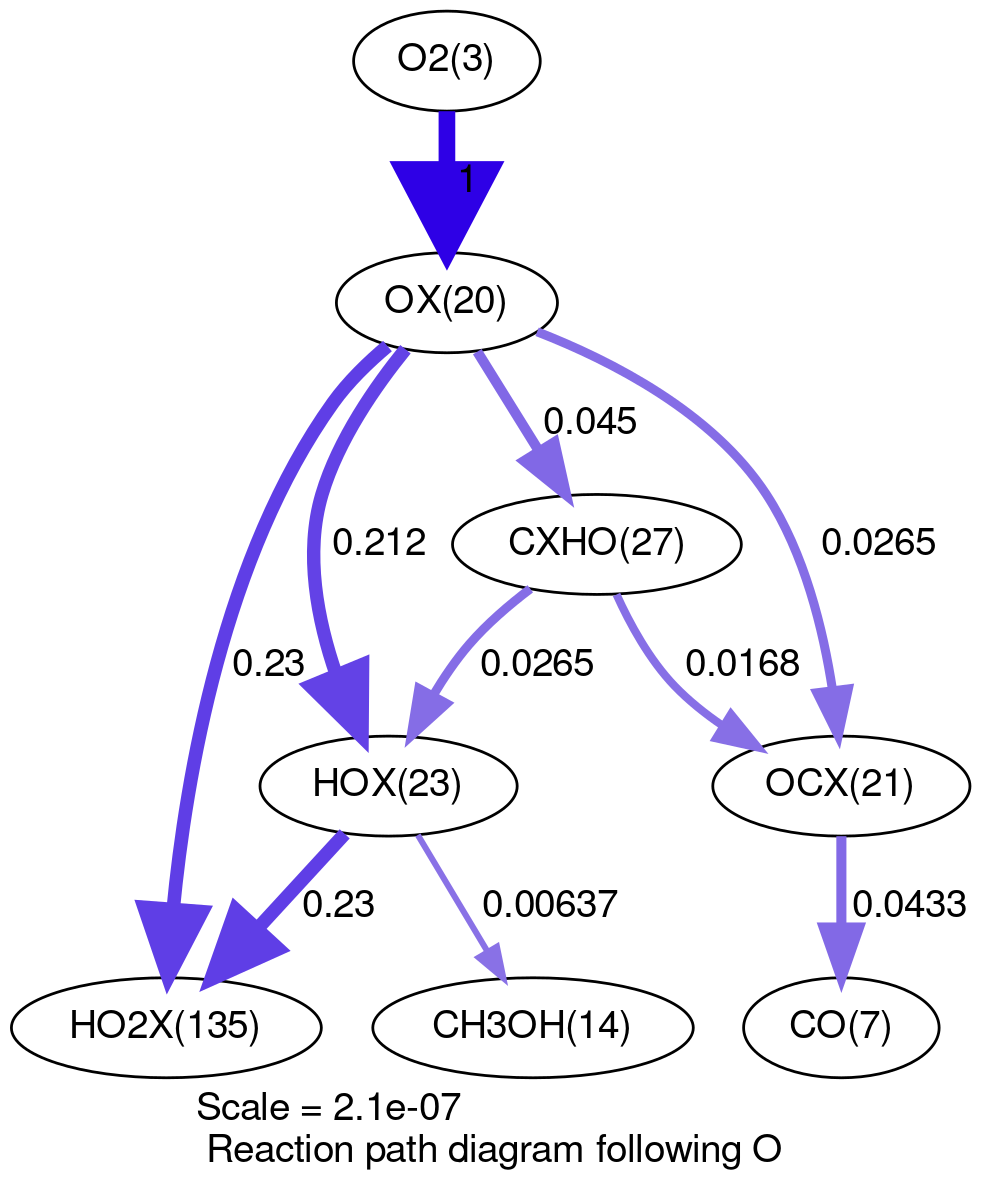 O2(3)
1
OX(20)
0.045
0.212
CXHO(27)
0.0265
0.23
0.0265
0.0168
HOX(23)
OCX(21)
0.23
0.00637
0.0433
HO2X(135)
CH3OH(14)
CO(7)
Scale = 2.1e-07
Reaction path diagram following O